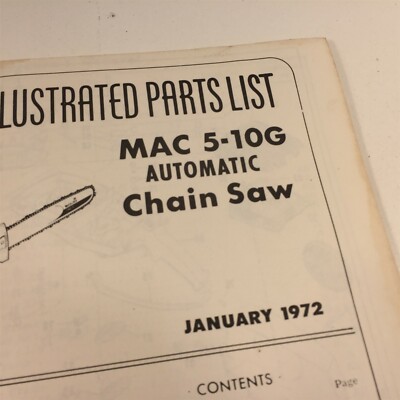 LUSTRATED PARTS LIST
MAC 5-10G
AUTOMATIC
Chain Saw
JANUARY 1972
CONTENTS
Page